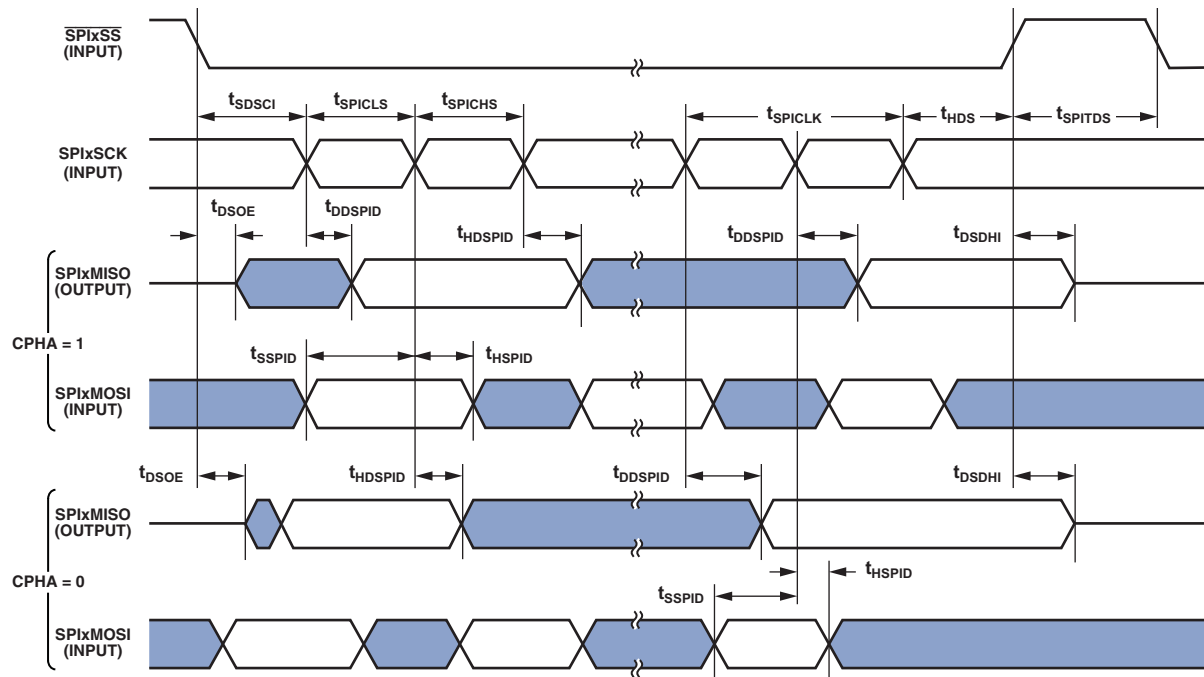 SPIxSS
(INPUT)
tSDSCI
tSPICLS
tSPICHS
tSPICLK
tHDS
tSPITDS
SPIxSCK
(INPUT)
tDSOE
tDDSPID
tHDSPID
tDDSPID
tDSDHI
SPIxMISO
(OUTPUT)
CPHA = 1
tSSPID
tHSPID
SPIxMOSI
(INPUT)
tDSOE
tHDSPID
tDDSPID
tDSDHI
SPIxMISO
(OUTPUT)
CPHA = 0
tHSPID
tSSPID
SPIxMOSI
(INPUT)